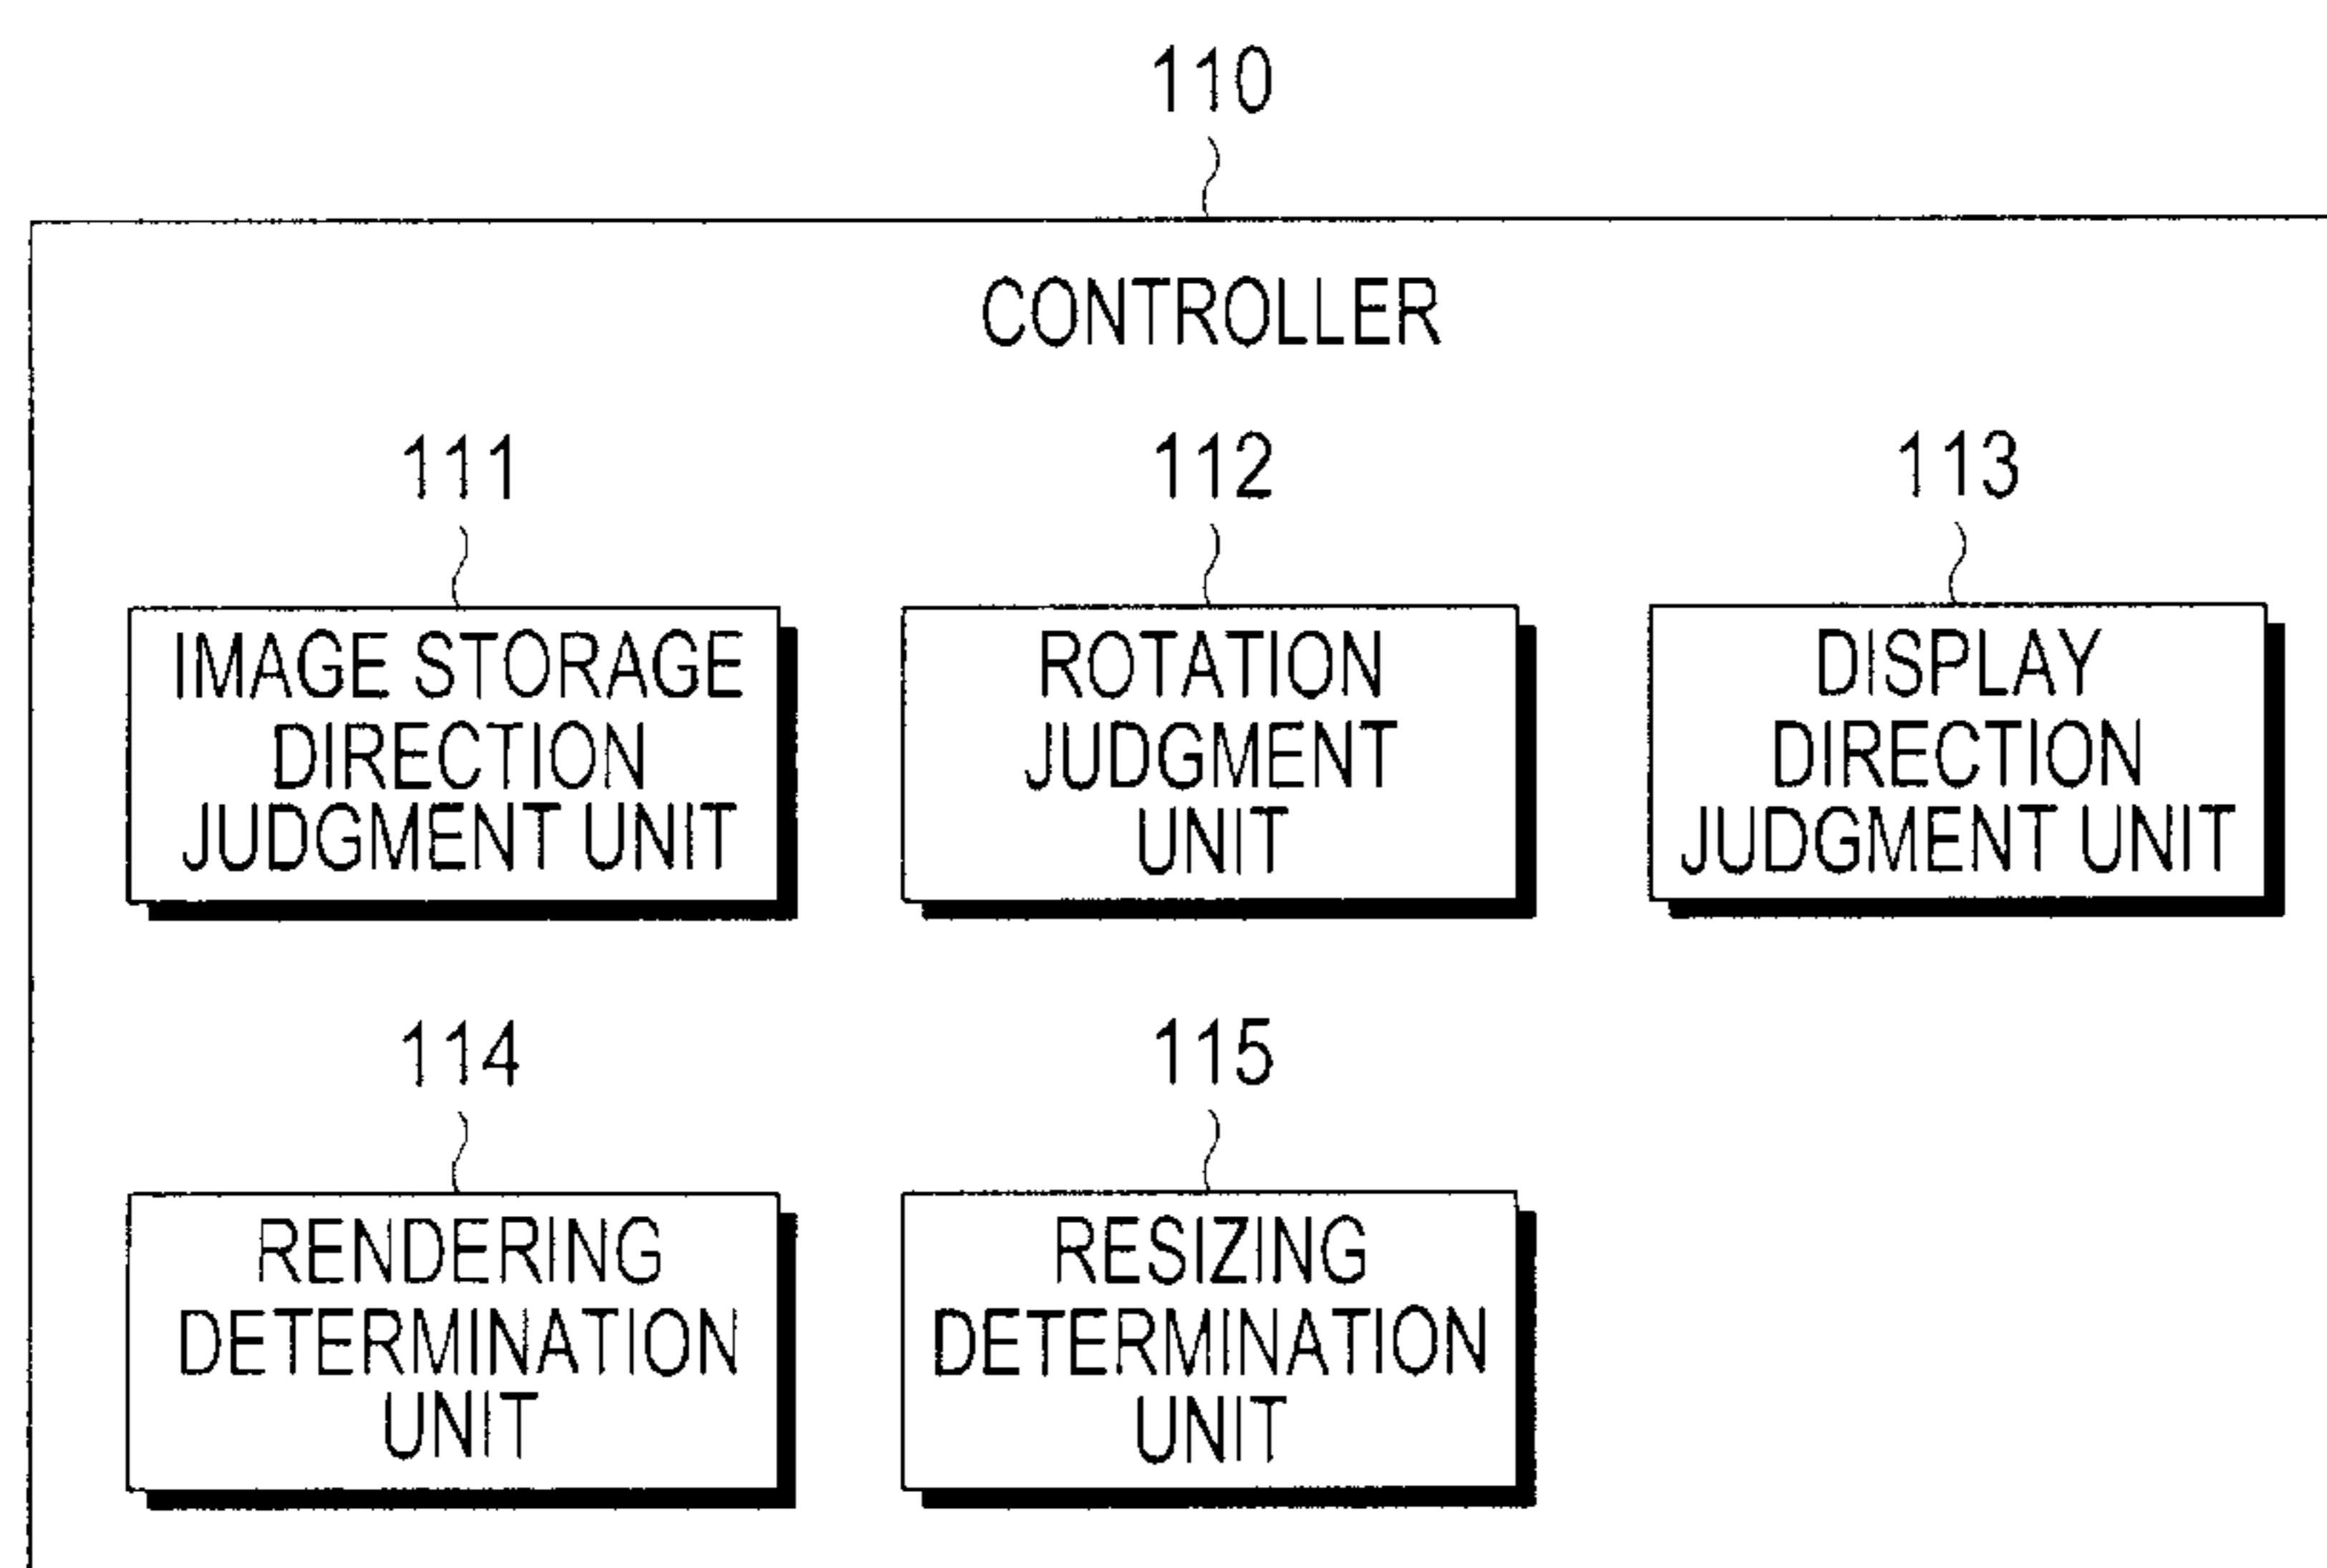 110
CONTROLLER
111
IMAGE STORAGE
DIRECTION
JUDGMENT UNIT
112
ROTATION
JUDGMENT
UNIT
113
DISPLAY
DIRECTION
JUDGMENT UNIT
114
RENDERING
DETERMINATION
UNIT
115
RESIZING
DETERMINATION
UNIT